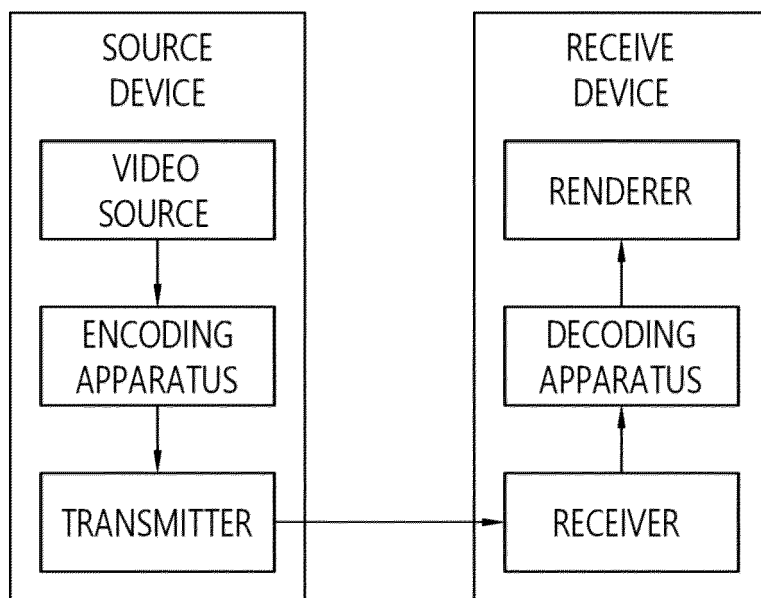 SOURCE
DEVICE
VIDEO
SOURCE
ENCODING
APPARATUS
TRANSMITTER
RECEIVE
DEVICE
RENDERER
DECODING
APPARATUS
RECEIVER